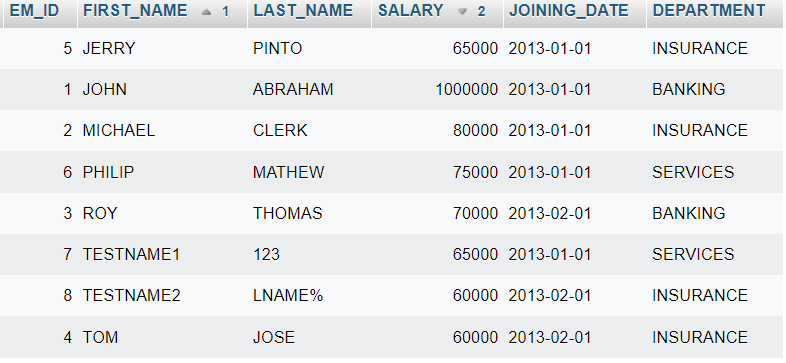 EM_ID FIRST_NAME 1 LAST_NAME SALARY 2 JOINING_DATE DEPARTMENT
5 JERRY PINTO 65000 2013-01-01 INSURANCE
1 JOHN ABRAHAM 1000000 2013-01-01 BANKING
2 MICHAEL CLERK 80000 2013-01-01 INSURANCE
6 PHILIP MATHEW 75000 2013-01-01 SERVICES
3 ROY THOMAS 70000 2013-02-01 BANKING
7 TESTNAME1 123 65000 2013-01-01 SERVICES
8 TESTNAME2 LNAME% 60000 2013-02-01 INSURANCE
4 TOM JOSE 60000 2013-02-01 INSURANCE